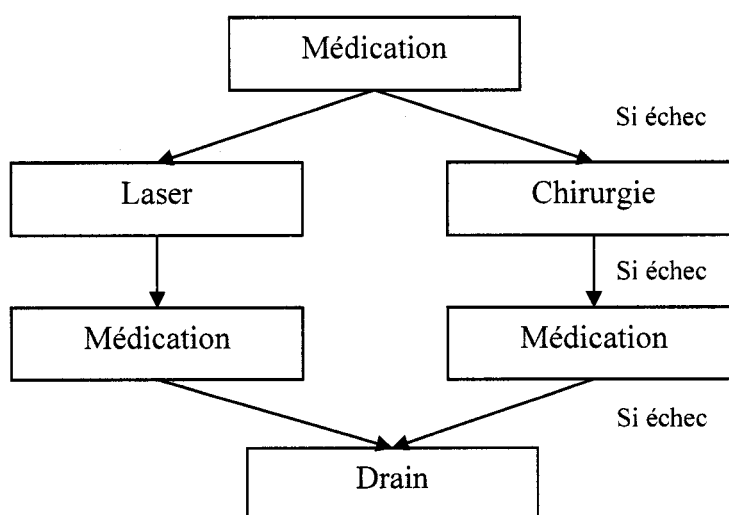 Médication
Si échec
Laser
Chirurgie
Si échec
Médication
Médication
Si échec
Drain